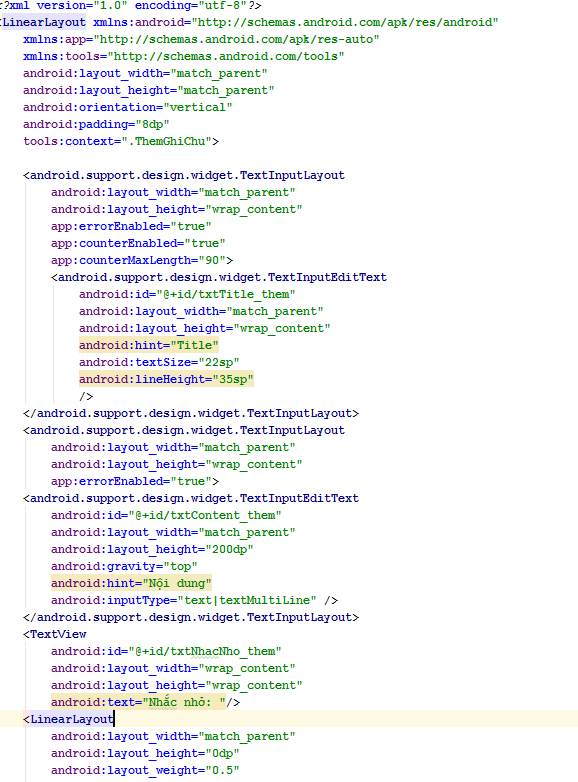 ?xml version="1.0" encoding="utf-8"?>
LinearLayout xmlns:android="http://schemas.android.com/apk/res/android"
xmlns:app="http://schemas.android.com/apk/res-auto"
xmlns:tools="http://schemas.android.com/tools"
android:layout_width="match_parent"
android:layout_height="match_parent"
android:orientation="vertical"
android:padding="8dp"
tools:context=".ThemGhiChu">
<android.support.design.widget.TextInputLayout
android:layout_width="match_parent"
android:layout_height="wrap_content"
app:errorEnabled="true"
app:counterEnabled="true"
app:counterMaxLength="90">
<android.support.design.widget.TextInputEditText
android:id="@+id/txtTitle_them"
android:layout_width="match_parent"
android:layout_height="wrap_content"
android:hint="Title"
android:textSize="22sp"
android:lineHeight="35sp"
/>
</android.support.design.widget.TextInputLayout>
<android.support.design.widget.TextInputLayout
android:layout_width="match_parent"
android:layout_height="wrap_content"
app:errorEnabled="true">
<android.support.design.widget.TextInputEditText
android:id="@+id/txtContent_them"
android:layout_width="match_parent"
android:layout_height="200dp"
android:gravity="top"
android:hint="Nội dung"
android:inputType="text|textMultiLine" />
</android.support.design.widget.TextInputLayout>
<TextView
android:id="@+id/txtNhacNho_them"
android:layout_width="wrap_content"
android:layout_height="wrap_content"
android:text="Nhắc nhở: "/>
<LinearLayout
android:layout_width="match_parent"
android:layout_height="0dp"
android:layout_weight="0.5"